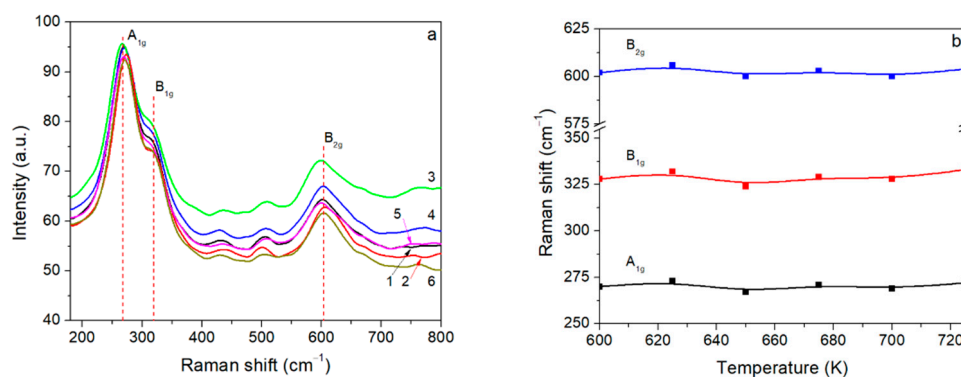 100
90
80
70
60
50
40
Intensity (a.u.)
200 300 400 500 600 700 800
Raman shift (cm⁻¹)
A1g
B1g
B2g
a
3
4
5
1
2
6
625
600
575
350
325
300
275
250
Raman shift (cm⁻¹)
600 620 640 660 680 700 720
Temperature (K)
B2g
B1g
A1g
b